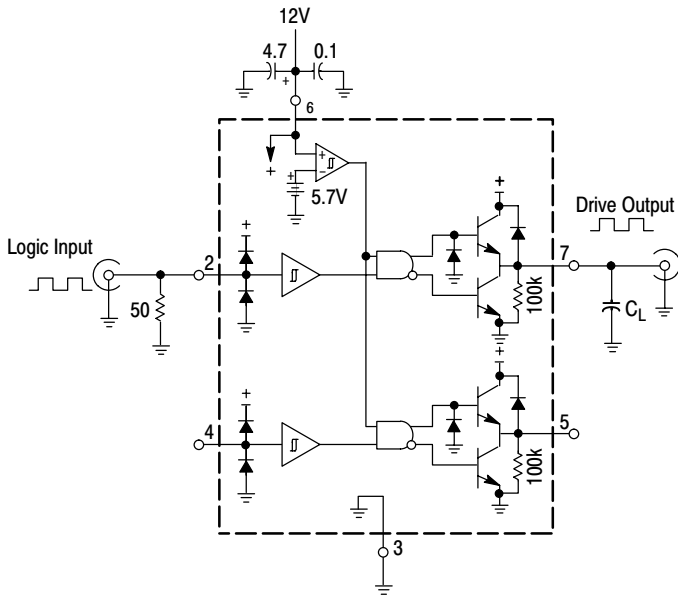 12V
4.7 0.1
+
6
+
+
−
+
5.7V
Drive Output
Logic Input
+
+
2
7
50
100k
CL
+
+
4
5
100k
3